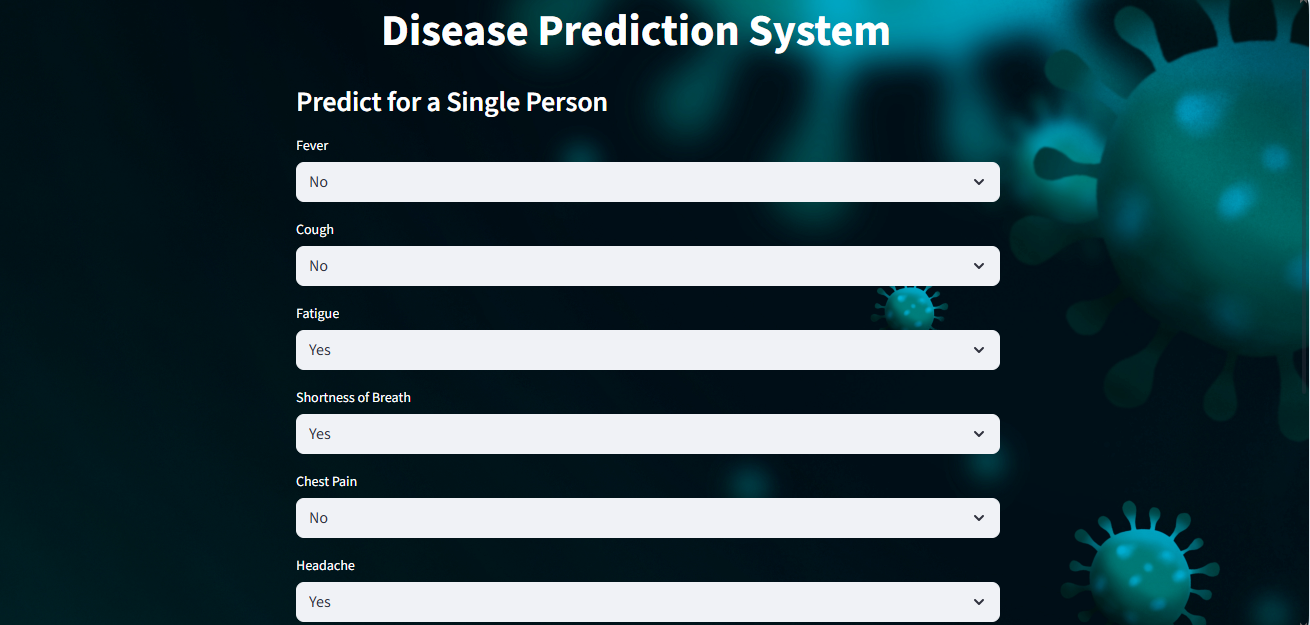 Disease Prediction System
Predict for a Single Person
Fever
No
Cough
No
Fatigue
Yes
Shortness of Breath
Yes
Chest Pain
No
Headache
Yes